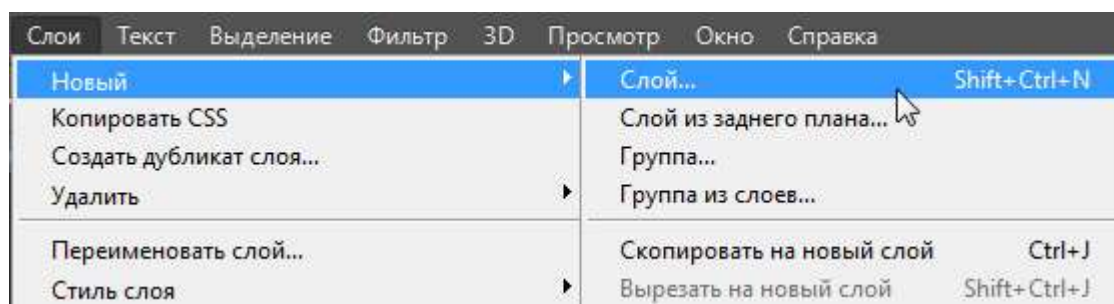 Слои Текст Выделение Фильтр 3D Просмотр Окно Справка
Новый
Копировать CSS
Создать дубликат слоя...
Удалить
Переименовать слой...
Стиль слоя
Слой... Shift+Ctrl+N
Слой из заднего плана...
Группа...
Группа из слоев...
Скопировать на новый слой Ctrl+J
Вырезать на новый слой Shift+Ctrl+J